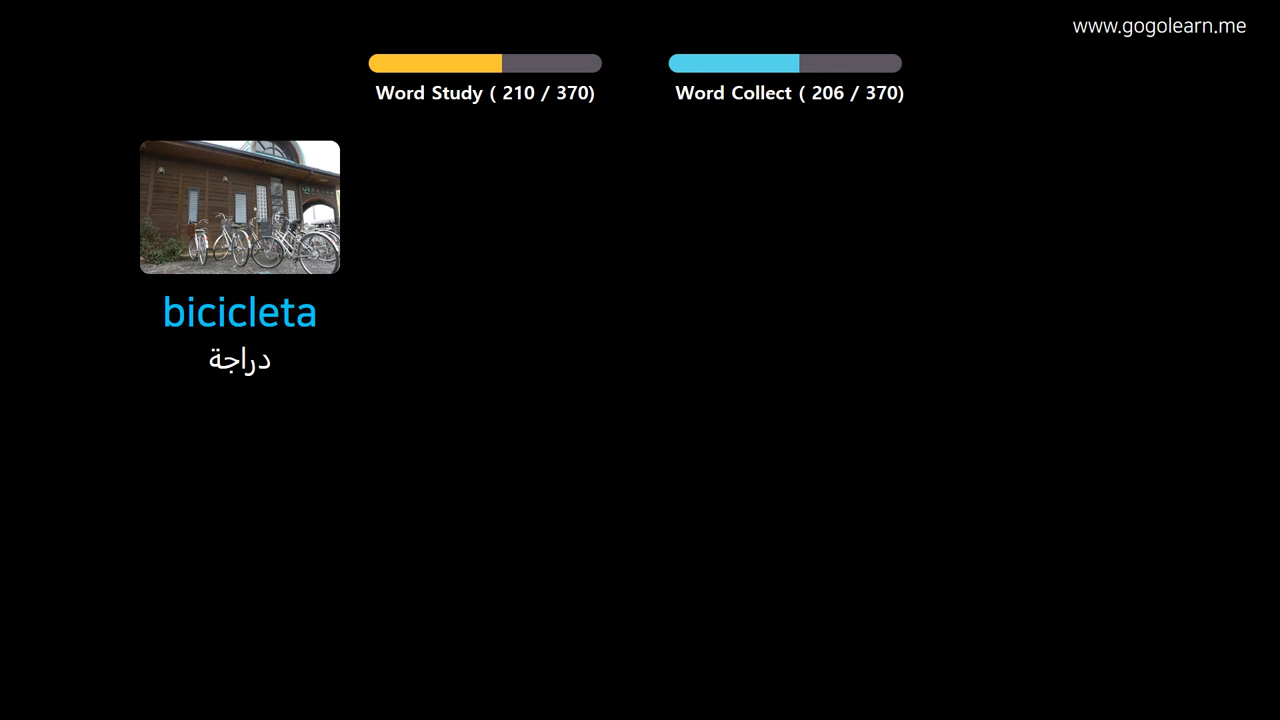 www.gogolearn.me
Word Study ( 210 / 370)
Word Collect ( 206 / 370)
bicicleta
دراجة